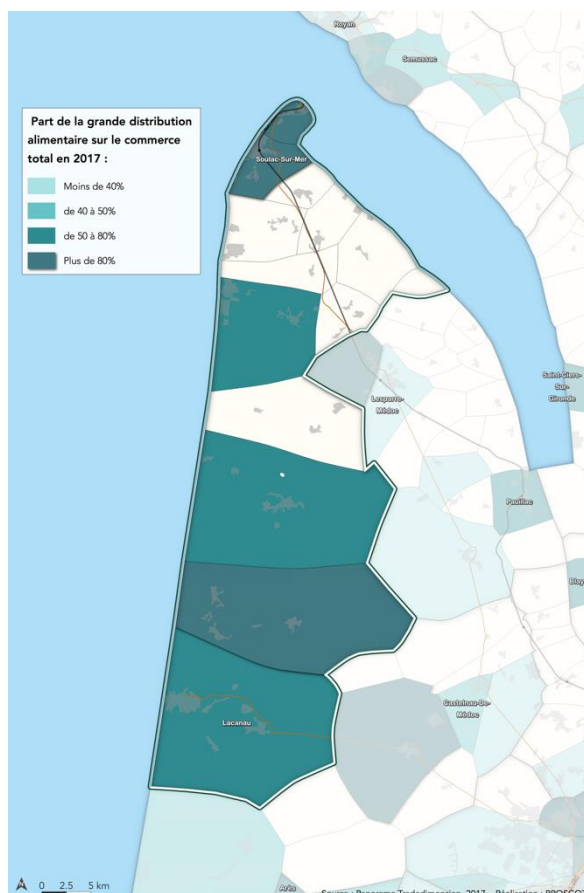 Royan
Semussac
Part de la grande distribution
alimentaire sur le commerce
total en 2017 :
Moins de 40%
de 40 à 50%
de 50 à 80%
Plus de 80%
Soulac-Sur-Mer
Saint-Ciers-
Sur-
Gironde
Lesparre-
Médoc
Pauillac
Blay
Castelnau-De-
Médoc
Lacanau
Arès
0 2.5 5 km
Source : Panorama Tradedimension, 2017 - Réalisation :